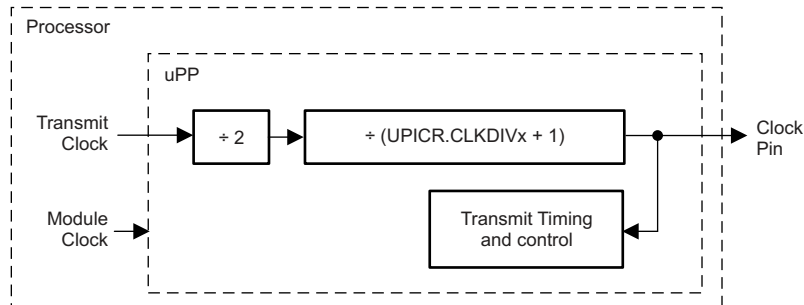 Processor
uPP
Transmit
Clock
÷ 2
÷ (UPICR.CLKDIVx + 1)
Clock
Pin
Module
Clock
Transmit Timing
and control